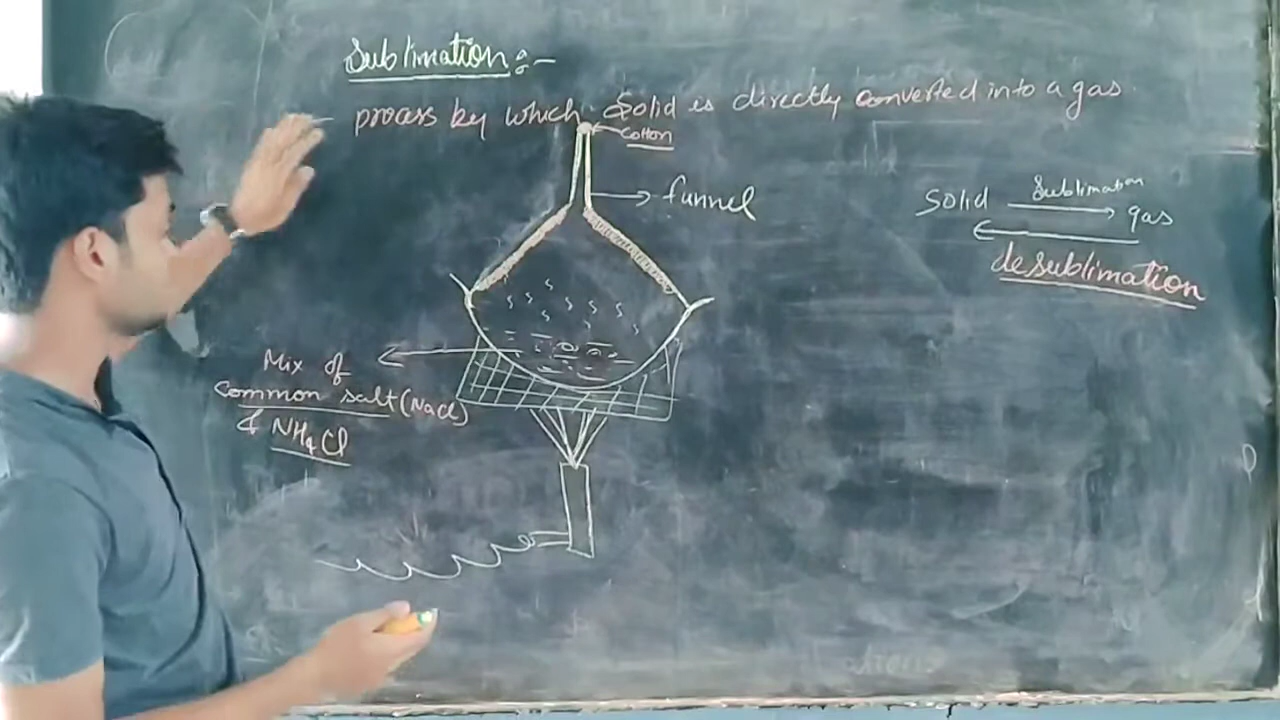 Sublimation:-
– process by which solid is directly converted into a gas.
cotton
funnel
Solid sublimation gas
desublimation
Mix of
common salt (NaCl)
& NH4Cl